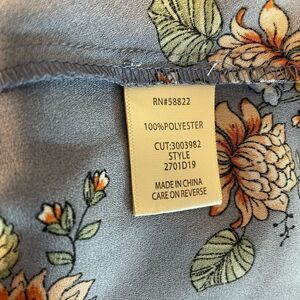 RN#58822
100%POLYESTER
CUT:3003982
STYLE
2701D19
MADE IN CHINA
CARE ON REVERSE